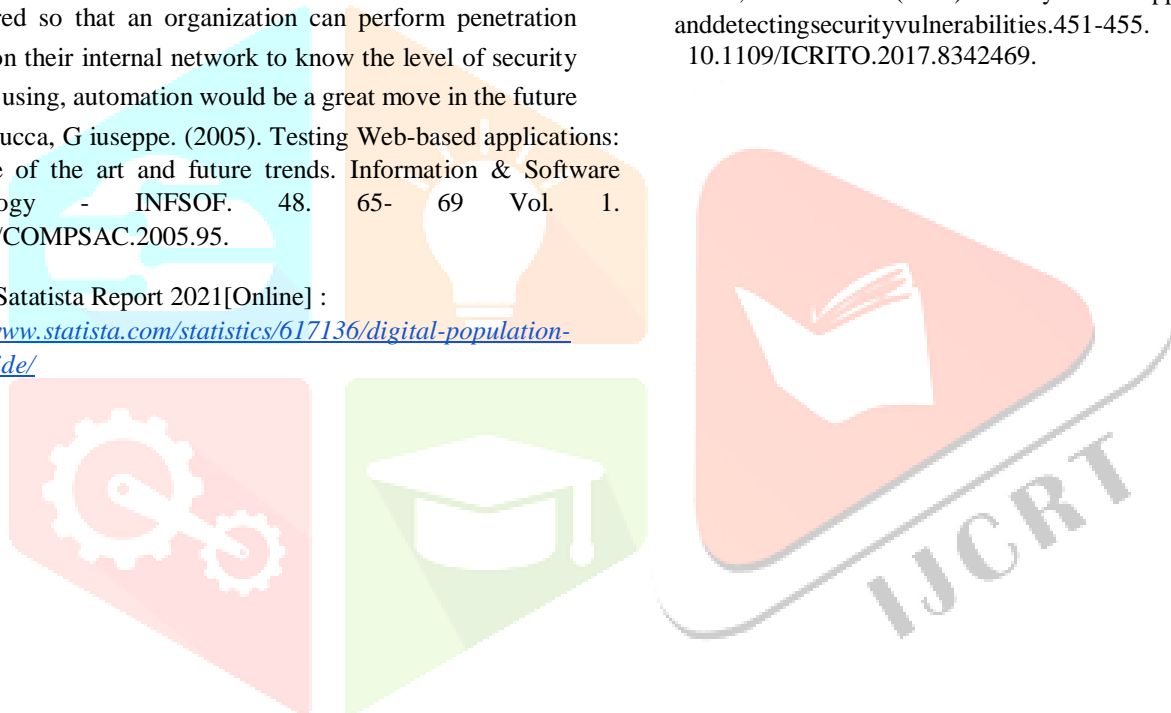 so that an organization can perform penetration
on their internal network to know the level of security
using, automation would be a great move in the future
ucca, G iuseppe. (2005). Testing Web-based applications:
of the art and future trends. Information & Software
ogy - INFSOF. 48. 65- 69 Vol. 1.
/COMPSAC.2005.95.
Satatista Report 2021[Online] :
www.statista.com/statistics/617136/digital-population-
ide/
anddetectingsecurityvulnerabilities.451-455.
10.1109/ICRITO.2017.8342469.
IJCRT